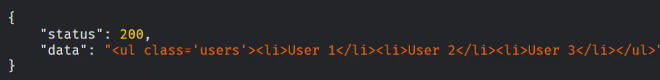 {
"status": 200,
"data": "<ul class='users'><li>User 1</li><li>User 2</li><li>User 3</li></ul>"
}